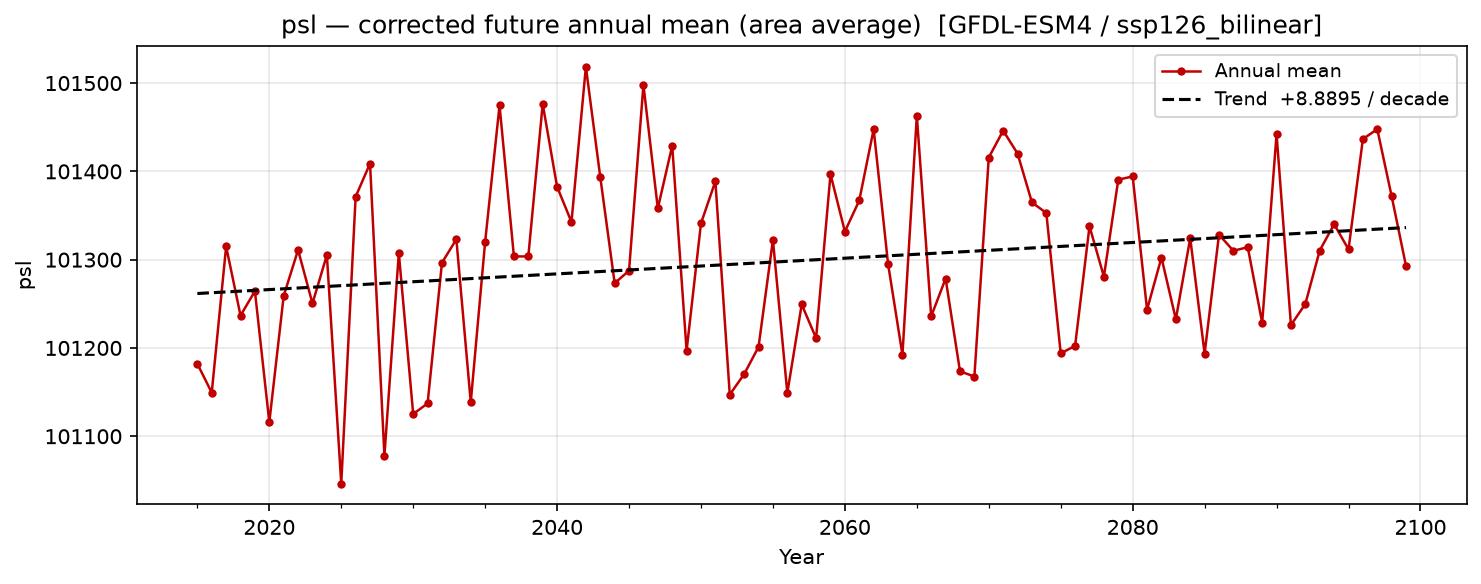 psl — corrected future annual mean (area average)  [GFDL-ESM4 / ssp126_bilinear]
Annual mean
Trend  +8.8895 / decade
101500
101400
101300
101200
101100
psl
2020 2040 2060 2080 2100
Year